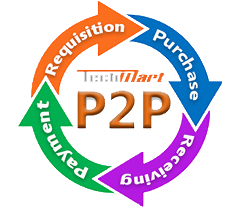 Requisition
Purchase
TechMart
P2P
Payment
Receiving